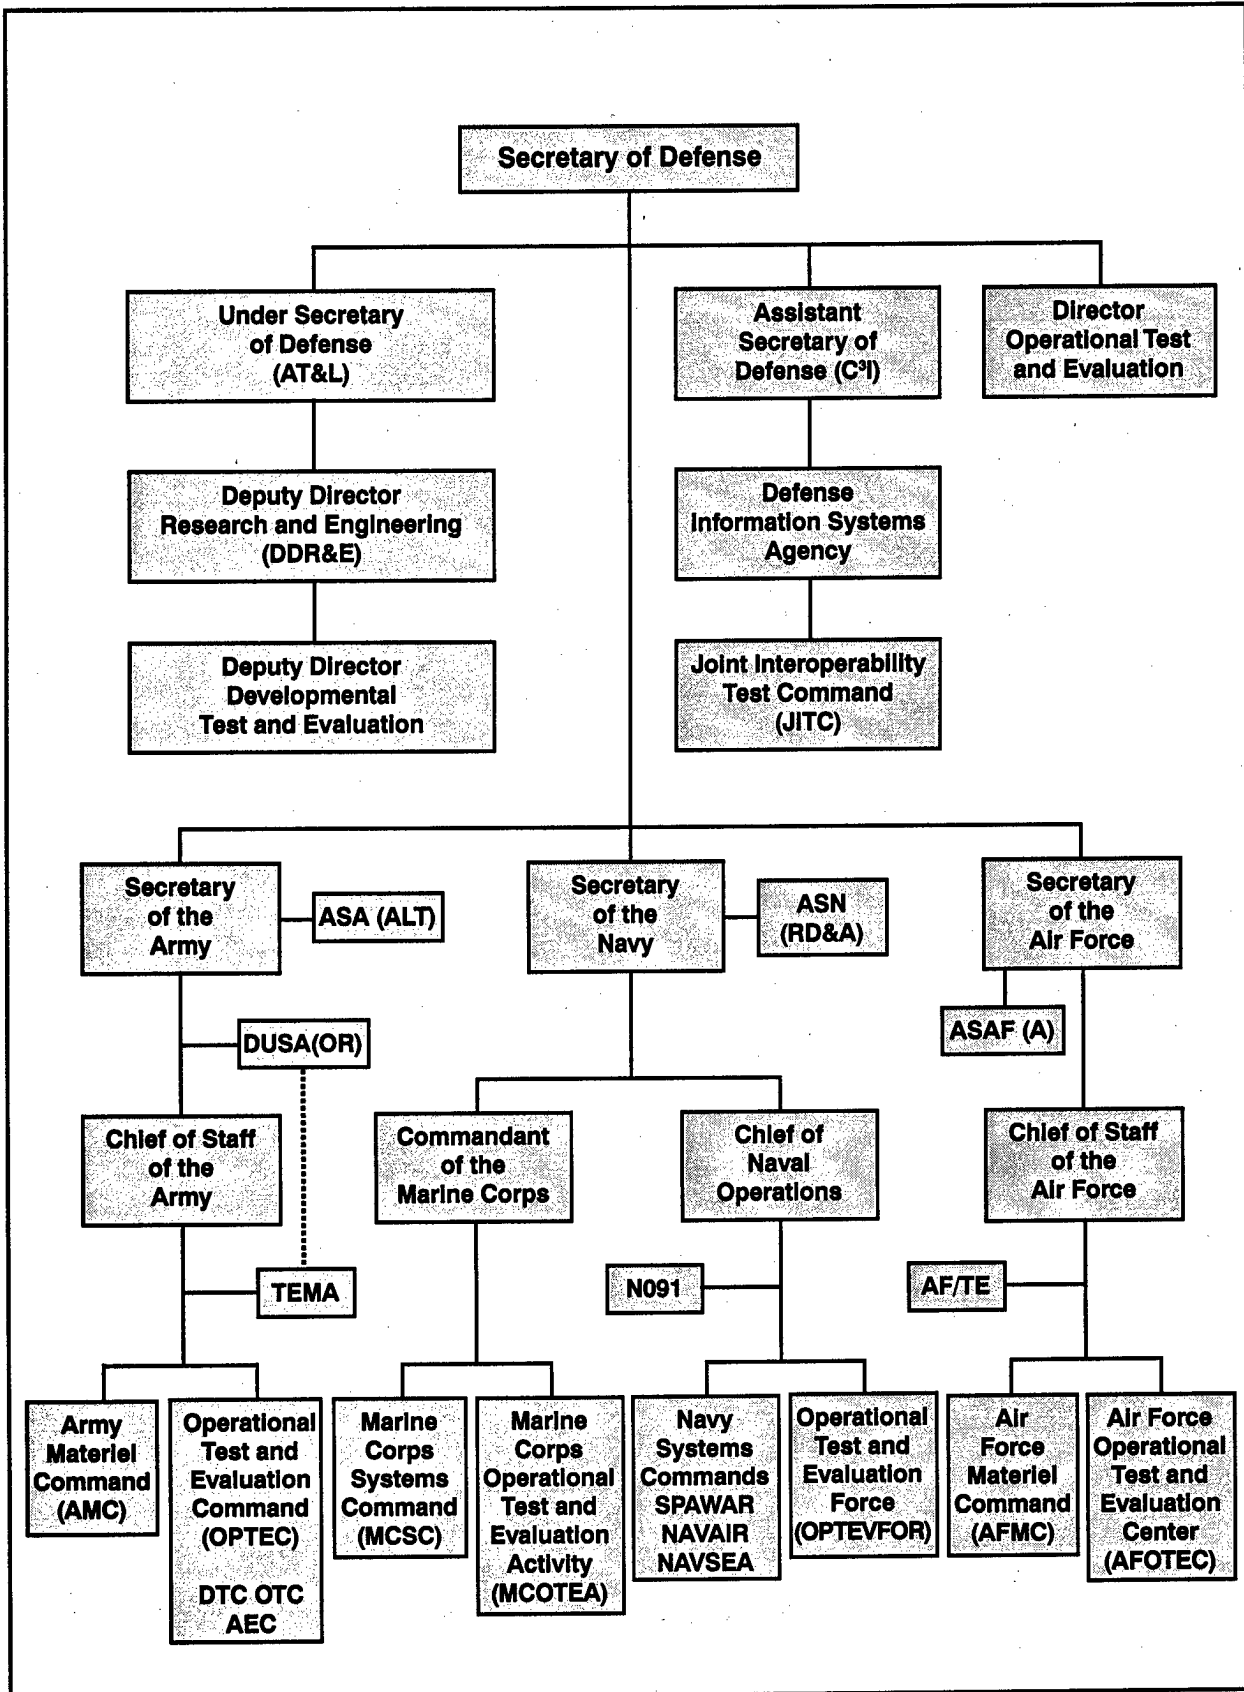 Secretary of Defense
Under Secretary
of Defense
(AT&L)
Assistant
Secretary of
Defense (C³I)
Director
Operational Test
and Evaluation
Deputy Director
Research and Engineering
(DDR&E)
Defense
Information Systems
Agency
Deputy Director
Developmental
Test and Evaluation
Joint Interoperability
Test Command
(JITC)
Secretary
of the
Army
ASA (ALT)
Secretary
of the
Navy
ASN
(RD&A)
Secretary
of the
Air Force
ASAF (A)
DUSA(OR)
Chief of Staff
of the
Army
Commandant
of the
Marine Corps
Chief of
Naval
Operations
Chief of Staff
of the
Air Force
TEMA
N091
AF/TE
Army
Materiel
Command
(AMC)
Operational
Test and
Evaluation
Command
(OPTEC)
DTC OTC
AEC
Marine
Corps
Systems
Command
(MCSC)
Marine
Corps
Operational
Test and
Evaluation
Activity
(MCOTEA)
Navy
Systems
Commands
SPAWAR
NAVAIR
NAVSEA
Operational
Test and
Evaluation
Force
(OPTEVFOR)
Air
Force
Materiel
Command
(AFMC)
Air Force
Operational
Test and
Evaluation
Center
(AFOTEC)